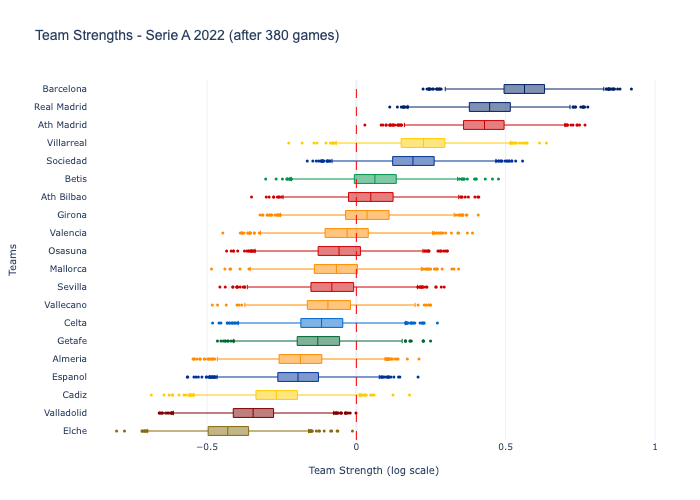 Team Strengths - Serie A 2022 (after 380 games)
Barcelona
Real Madrid
Ath Madrid
Villarreal
Sociedad
Betis
Ath Bilbao
Girona
Valencia
Osasuna
Mallorca
Sevilla
Vallecano
Celta
Getafe
Almeria
Espanol
Cadiz
Valladolid
Elche
Teams
−0.5
0
0.5
1
Team Strength (log scale)